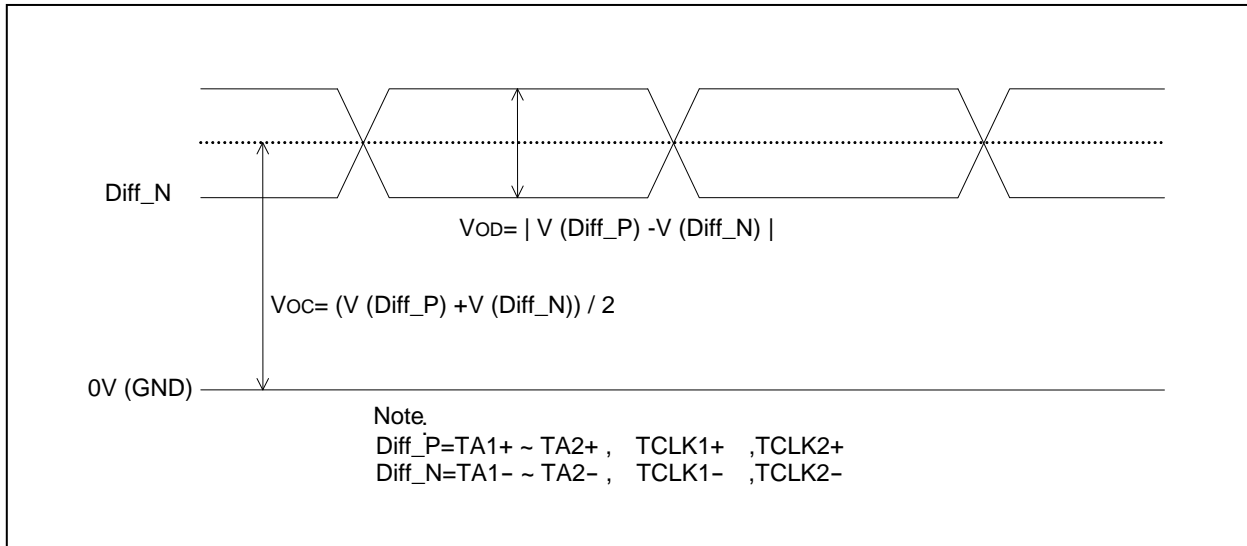 Diff_N
VOD= | V (Diff_P) -V (Diff_N) |
VOC= (V (Diff_P) +V (Diff_N)) / 2
0V (GND)
Note:
Diff_P=TA1+ ~ TA2+ , TCLK1+ ,TCLK2+
Diff_N=TA1− ~ TA2− , TCLK1− ,TCLK2−